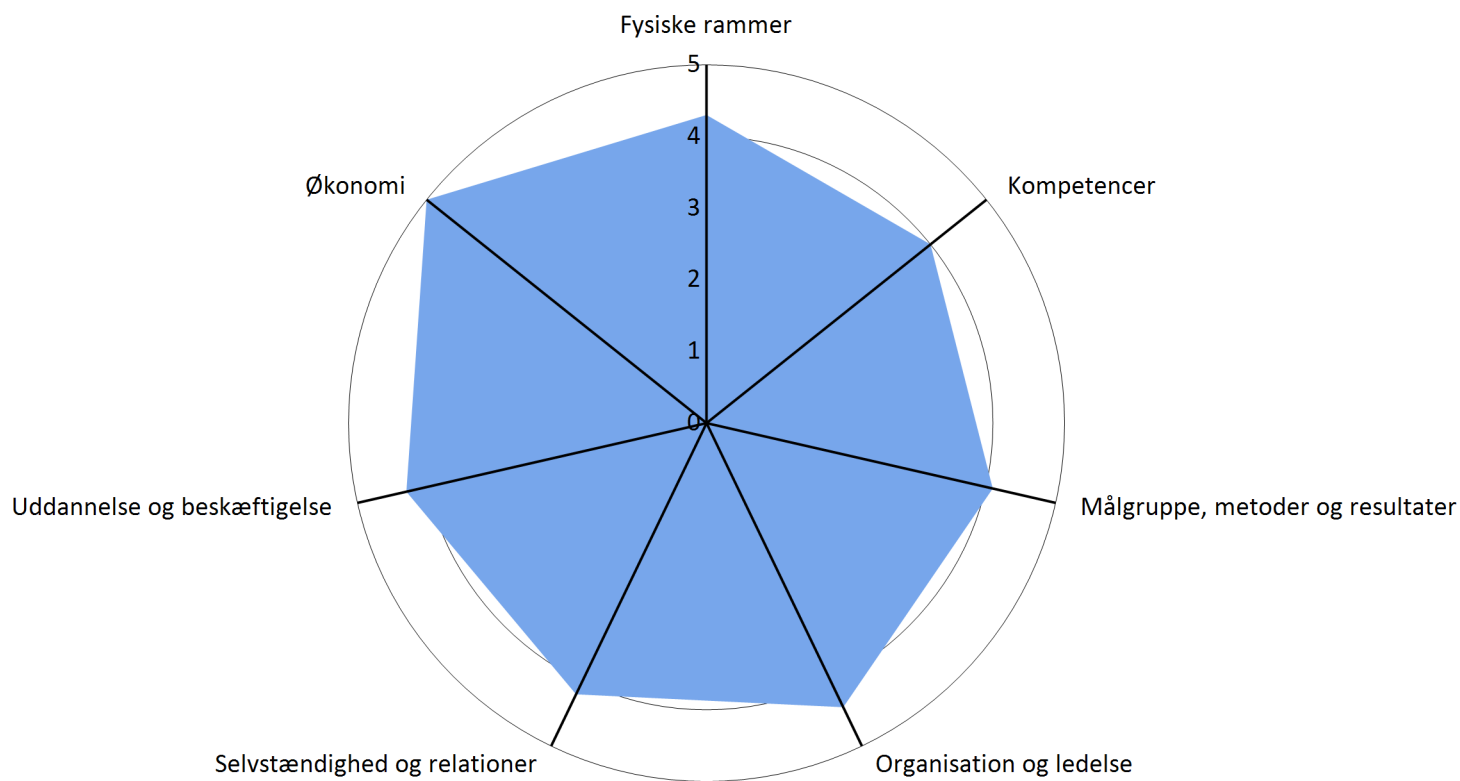 Fysiske rammer
5
4
Økonomi
Kompetencer
3
2
1
0
Uddannelse og beskæftigelse
Målgruppe, metoder og resultater
Selvstændighed og relationer
Organisation og ledelse